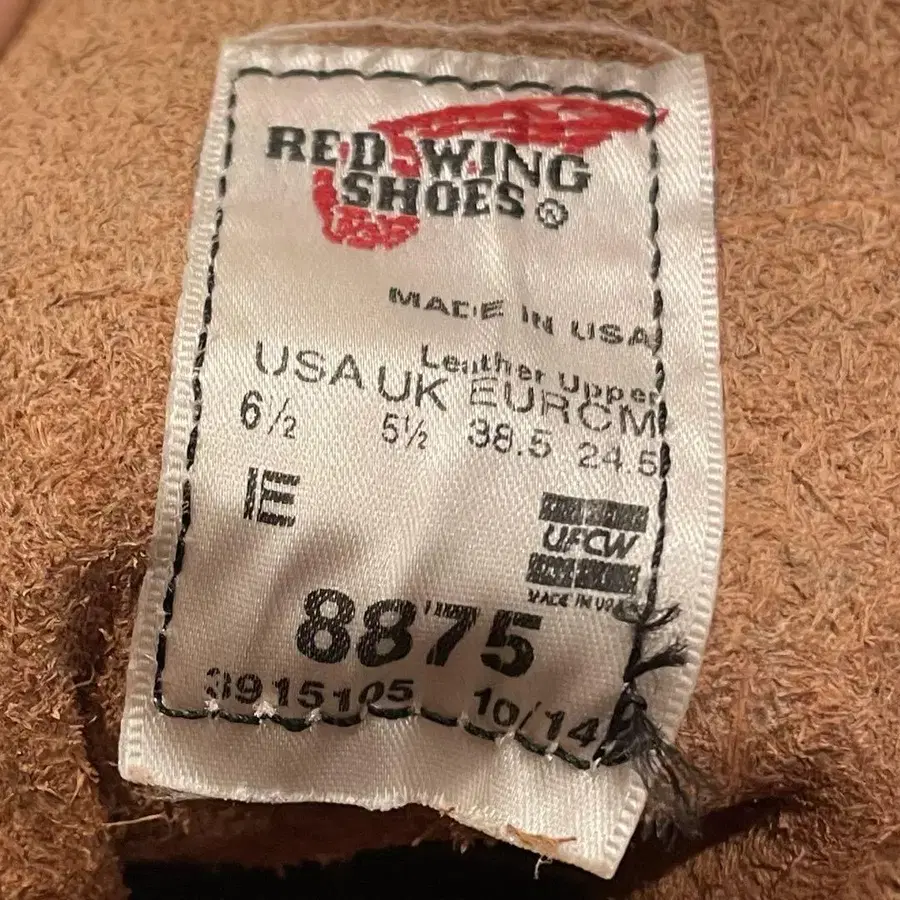 RED WING
SHOES®
MADE IN USA
Leather Upper
USA UK EUR CM
6½ 5½ 38.5 24.5
E
UFCW
MADE IN USA
8875
3915105 10/14